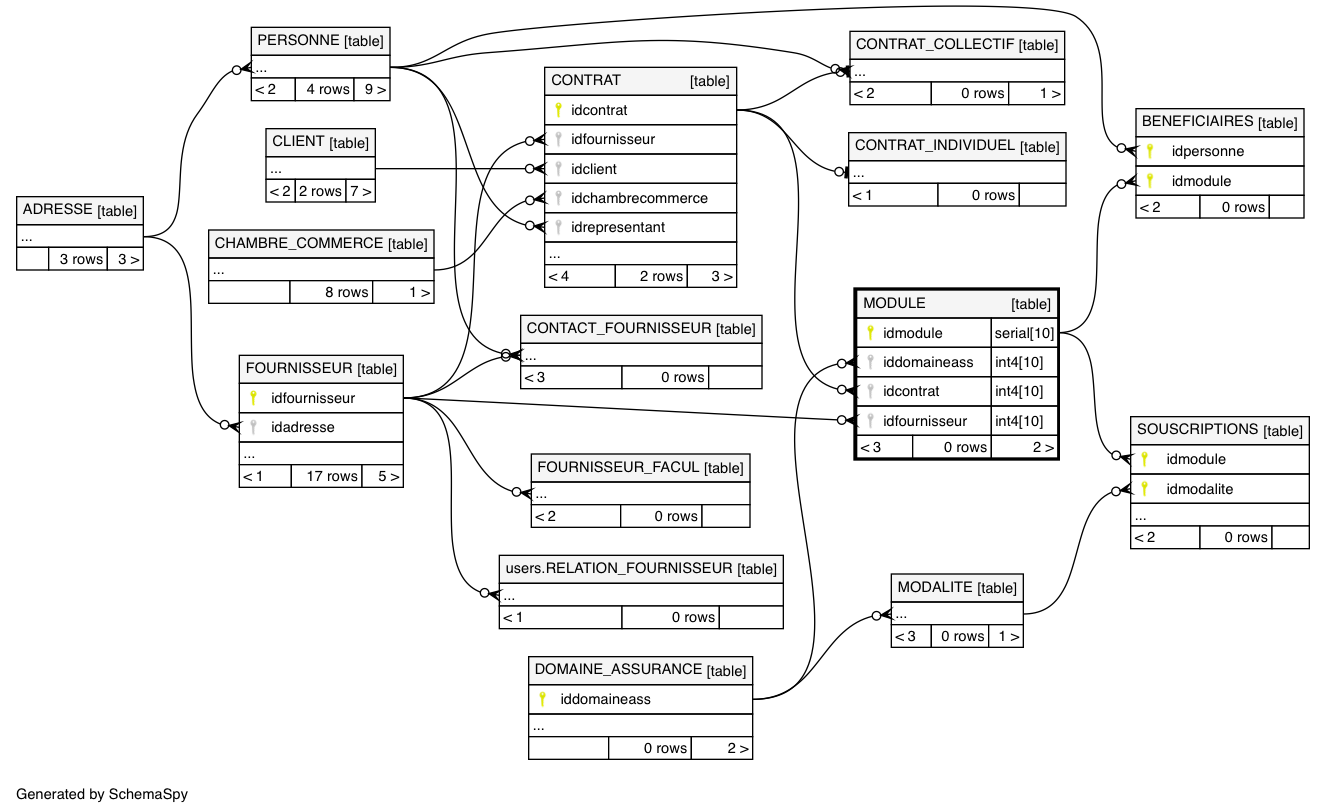 PERSONNE [table]
...
< 2 4 rows 9 >
CLIENT [table]
...
< 2 2 rows 7 >
ADRESSE [table]
...
3 rows 3 >
CHAMBRE_COMMERCE [table]
...
8 rows 1 >
FOURNISSEUR [table]
idfournisseur
idadresse
...
< 1 17 rows 5 >
CONTRAT [table]
idcontrat
idfournisseur
idclient
idchambrecommerce
idrepresentant
...
< 4 2 rows 3 >
CONTACT_FOURNISSEUR [table]
...
< 3 0 rows
FOURNISSEUR_FACUL [table]
...
< 2 0 rows
users.RELATION_FOURNISSEUR [table]
...
< 1 0 rows
DOMAINE_ASSURANCE [table]
iddomaineass
...
0 rows 2 >
CONTRAT_COLLECTIF [table]
...
< 2 0 rows 1 >
CONTRAT_INDIVIDUEL [table]
...
< 1 0 rows
MODULE [table]
idmodule serial[10]
iddomaineass int4[10]
idcontrat int4[10]
idfournisseur int4[10]
< 3 0 rows 2 >
MODALITE [table]
...
< 3 0 rows 1 >
BENEFICIAIRES [table]
idpersonne
idmodule
< 2 0 rows
SOUSCRIPTIONS [table]
idmodule
idmodalite
...
< 2 0 rows
Generated by SchemaSpy